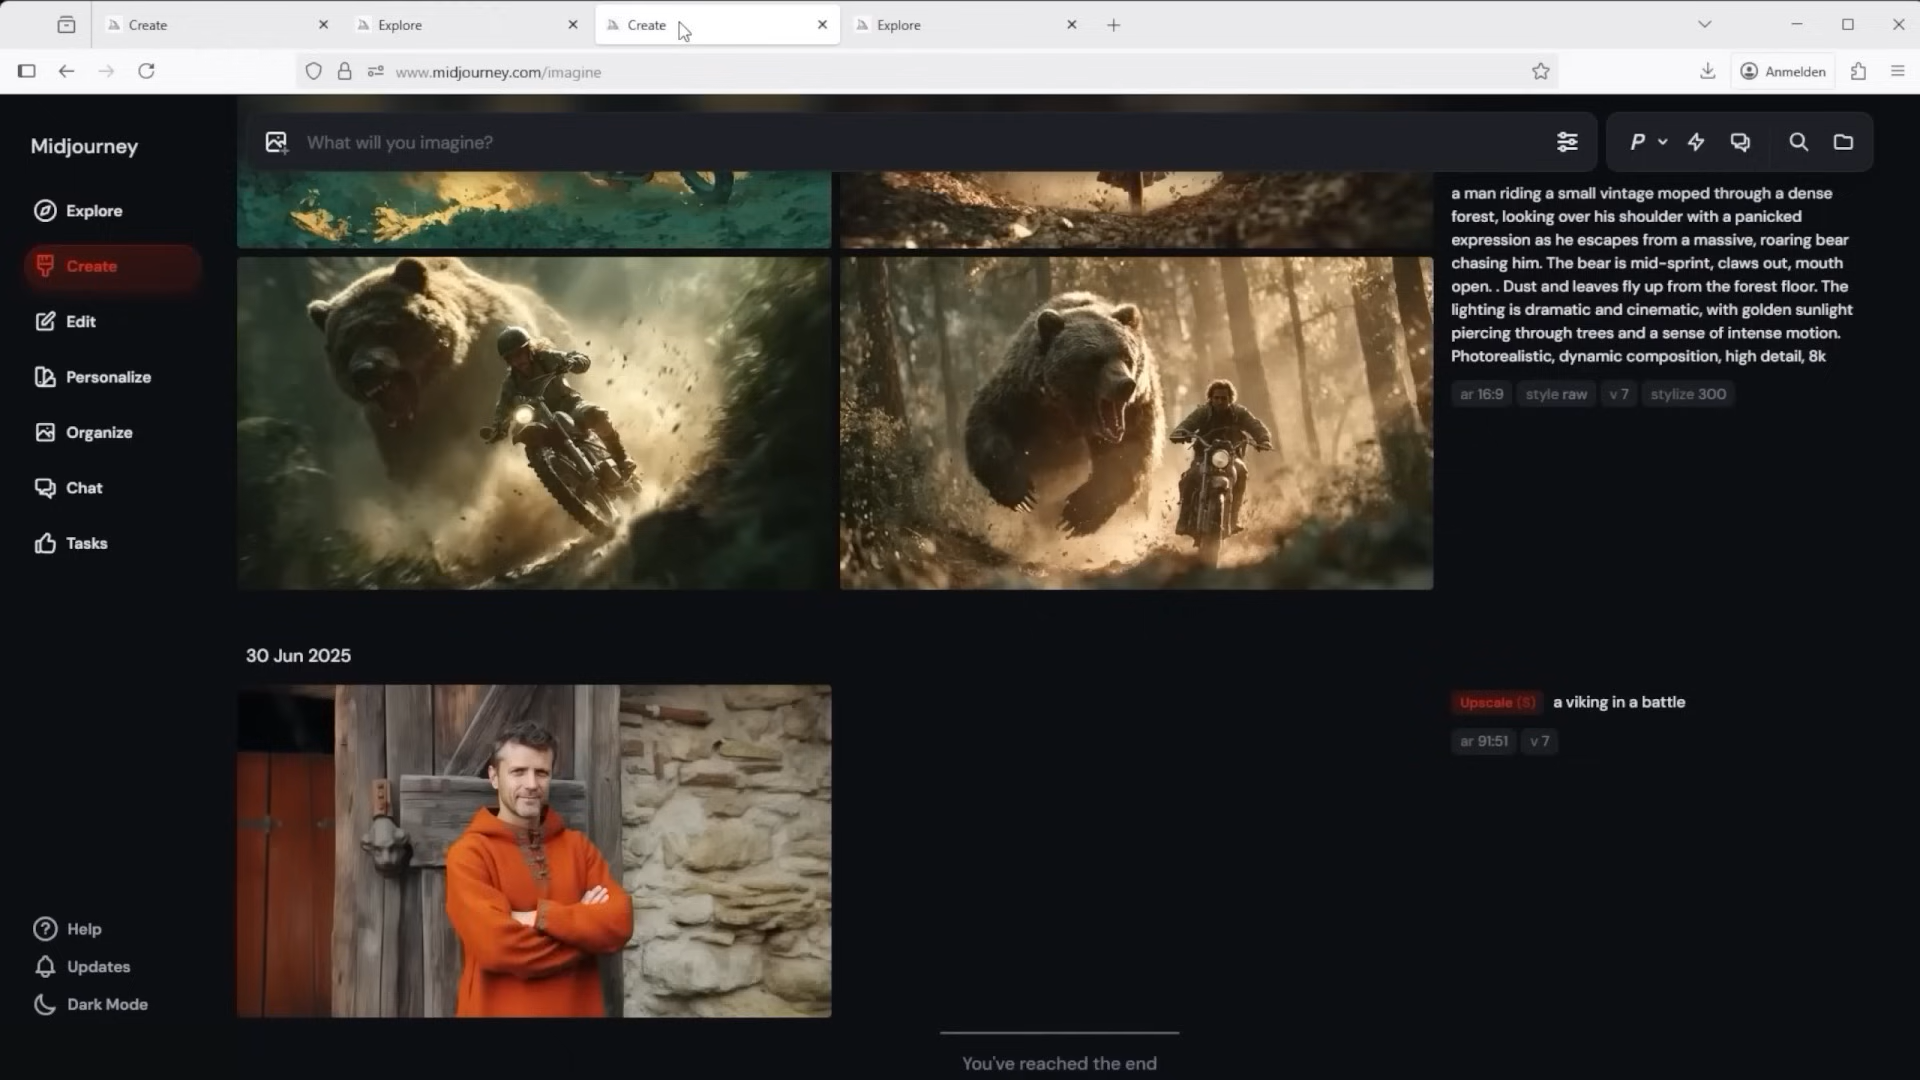 Create
Explore
Create
Explore
www.midjourney.com/imagine
Anmelden
Midjourney
What will you imagine?
P
Explore
Create
Edit
Personalize
Organize
Chat
Tasks
a man riding a small vintage moped through a dense
forest, looking over his shoulder with a panicked
expression as he escapes from a massive, roaring bear
chasing him. The bear is mid-sprint, claws out, mouth
open. . Dust and leaves fly up from the forest floor. The
lighting is dramatic and cinematic, with golden sunlight
piercing through trees and a sense of intense motion.
Photorealistic, dynamic composition, high detail, 8k
ar 16:9 style raw v 7 stylize 300
30 Jun 2025
Upscale (S) a viking in a battle
ar 91:51 v 7
Help
Updates
Dark Mode
You've reached the end